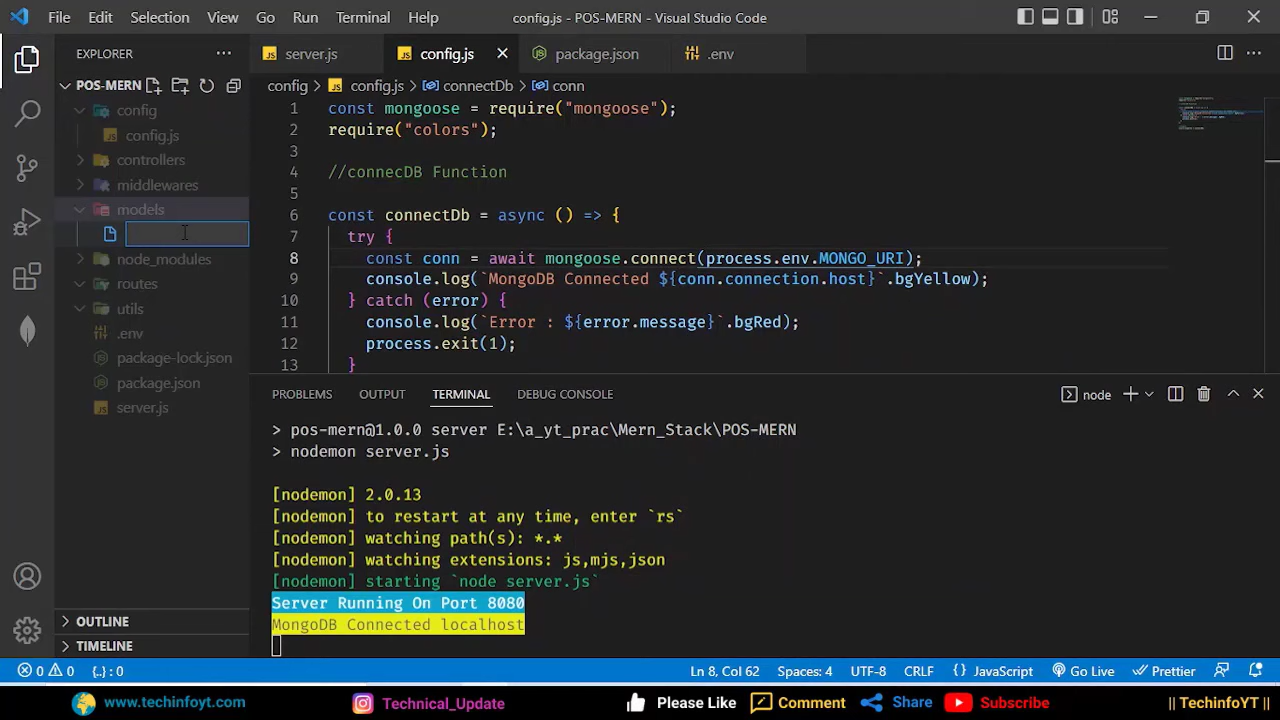 File Edit Selection View Go Run Terminal Help config.js - POS-MERN - Visual Studio Code
EXPLORER
server.js config.js package.json .env
POS-MERN
config > config.js > connectDb > conn
config
config.js
controllers
middlewares
models
node_modules
routes
utils
.env
package-lock.json
package.json
server.js
OUTLINE
TIMELINE
1 const mongoose = require("mongoose");
2 require("colors");
3
4 //connecDB Function
5
6 const connectDb = async () => {
7 try {
8 const conn = await mongoose.connect(process.env.MONGO_URI);
9 console.log(`MongoDB Connected ${conn.connection.host}`.bgYellow);
10 } catch (error) {
11 console.log(`Error : ${error.message}`.bgRed);
12 process.exit(1);
13 }
PROBLEMS OUTPUT TERMINAL DEBUG CONSOLE node
> pos-mern@1.0.0 server E:\a_yt_prac\Mern_Stack\POS-MERN
> nodemon server.js
[nodemon] 2.0.13
[nodemon] to restart at any time, enter `rs`
[nodemon] watching path(s): *.*
[nodemon] watching extensions: js,mjs,json
[nodemon] starting `node server.js`
Server Running On Port 8080
MongoDB Connected localhost
0 0 {..} : 0 Ln 8, Col 62 Spaces: 4 UTF-8 CRLF {} JavaScript Go Live Prettier
www.techinfoyt.com Technical_Update Please Like Comment Share Subscribe || TechinfoYT ||